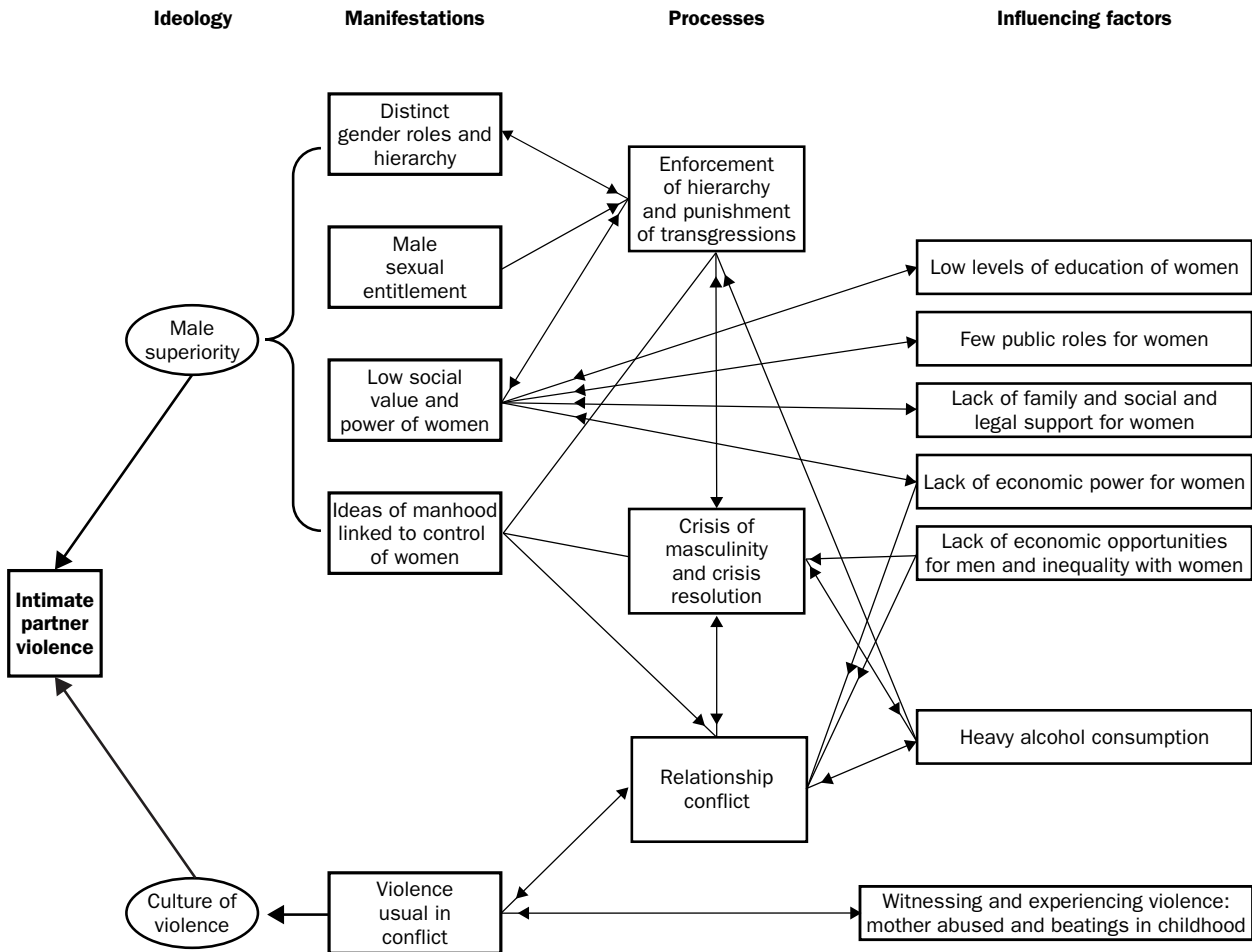 Ideology
Manifestations
Processes
Influencing factors
Distinct
gender roles and
hierarchy
Male
sexual
entitlement
Low social
value and
power of women
Ideas of manhood
linked to control
of women
Violence
usual in
conflict
Male
superiority
Culture of
violence
Intimate
partner
violence
Enforcement
of hierarchy
and punishment
of transgressions
Crisis of
masculinity
and crisis
resolution
Relationship
conflict
Low levels of education of women
Few public roles for women
Lack of family and social and
legal support for women
Lack of economic power for women
Lack of economic opportunities
for men and inequality with women
Heavy alcohol consumption
Witnessing and experiencing violence:
mother abused and beatings in childhood